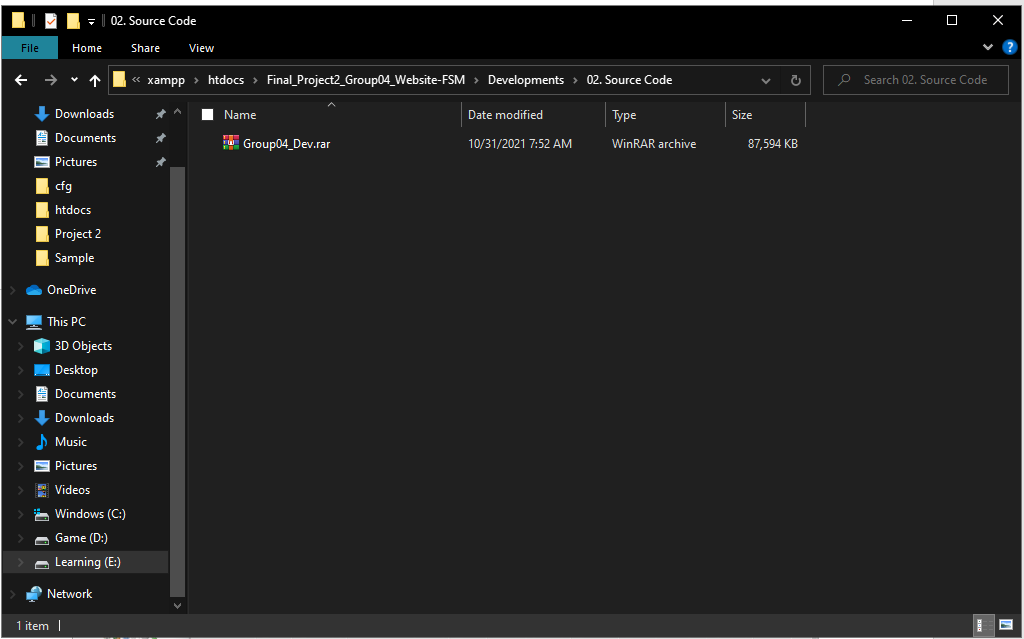 02. Source Code
File Home Share View
« xampp › htdocs › Final_Project2_Group04_Website-FSM › Developments › 02. Source Code
Search 02. Source Code
Name Date modified Type Size
Group04_Dev.rar 10/31/2021 7:52 AM WinRAR archive 87,594 KB
Downloads
Documents
Pictures
cfg
htdocs
Project 2
Sample
OneDrive
This PC
3D Objects
Desktop
Documents
Downloads
Music
Pictures
Videos
Windows (C:)
Game (D:)
Learning (E:)
Network
1 item